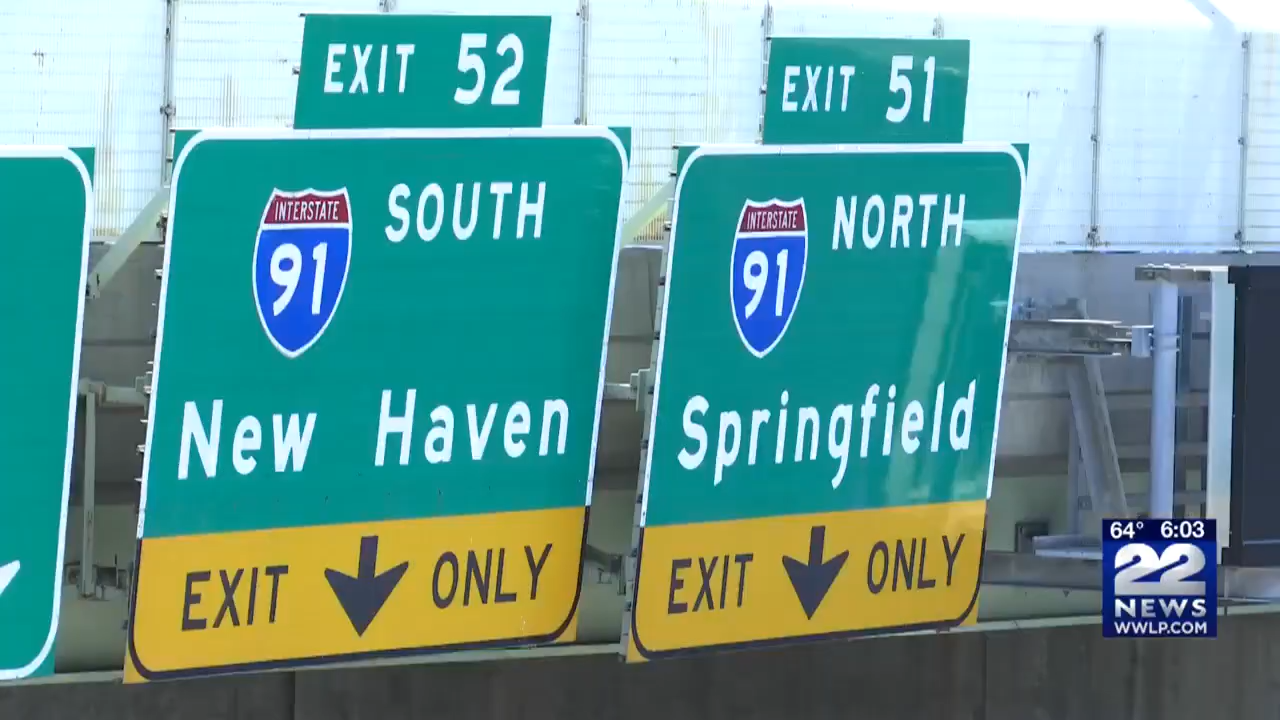 EXIT 52
INTERSTATE
91
SOUTH
New Haven
EXIT ONLY
EXIT 51
INTERSTATE
91
NORTH
Springfield
EXIT ONLY
64° 6:03
22
NEWS
WWLP.COM